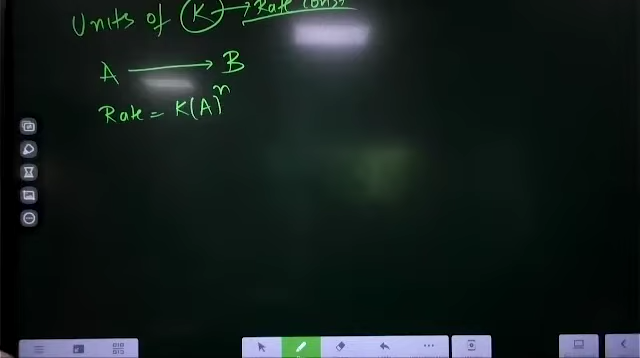 Units of K → Rate Const
A → B
Rate = K(A)^n